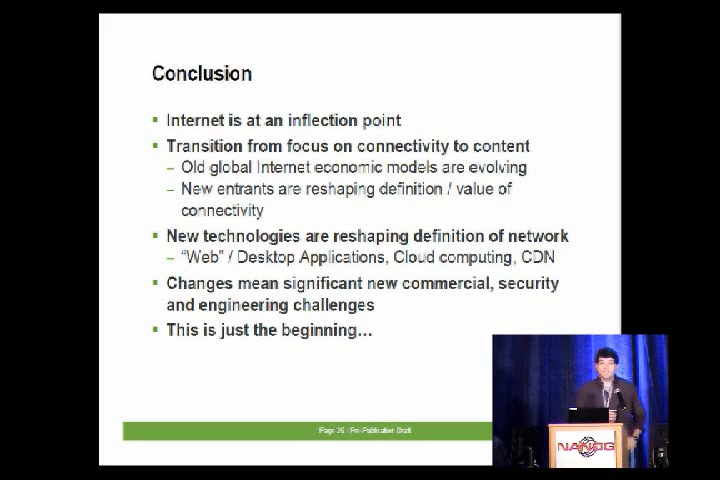 Conclusion
Internet is at an inflection point
Transition from focus on connectivity to content
– Old global Internet economic models are evolving
– New entrants are reshaping definition / value of
connectivity
New technologies are reshaping definition of network
– "Web" / Desktop Applications, Cloud computing, CDN
Changes mean significant new commercial, security
and engineering challenges
This is just the beginning…
Page 26 - Pre-Publication Draft
NANOG